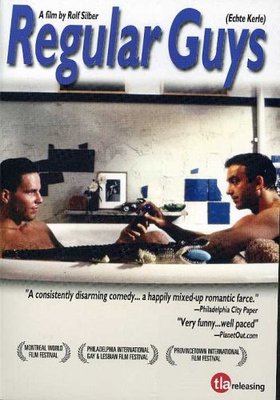 Regular Guys
A film by Rolf Silber
(Echte Kerle)
"A consistently disarming comedy... a happily mixed-up romantic farce."
—Philadelphia City Paper
"Very funny...well paced"
—PlanetOut.com
MONTREAL WORLD
FILM FESTIVAL
PHILADELPHIA INTERNATIONAL
GAY & LESBIAN FILM FESTIVAL
PROVINCETOWN INTERNATIONAL
FILM FESTIVAL
tla releasing